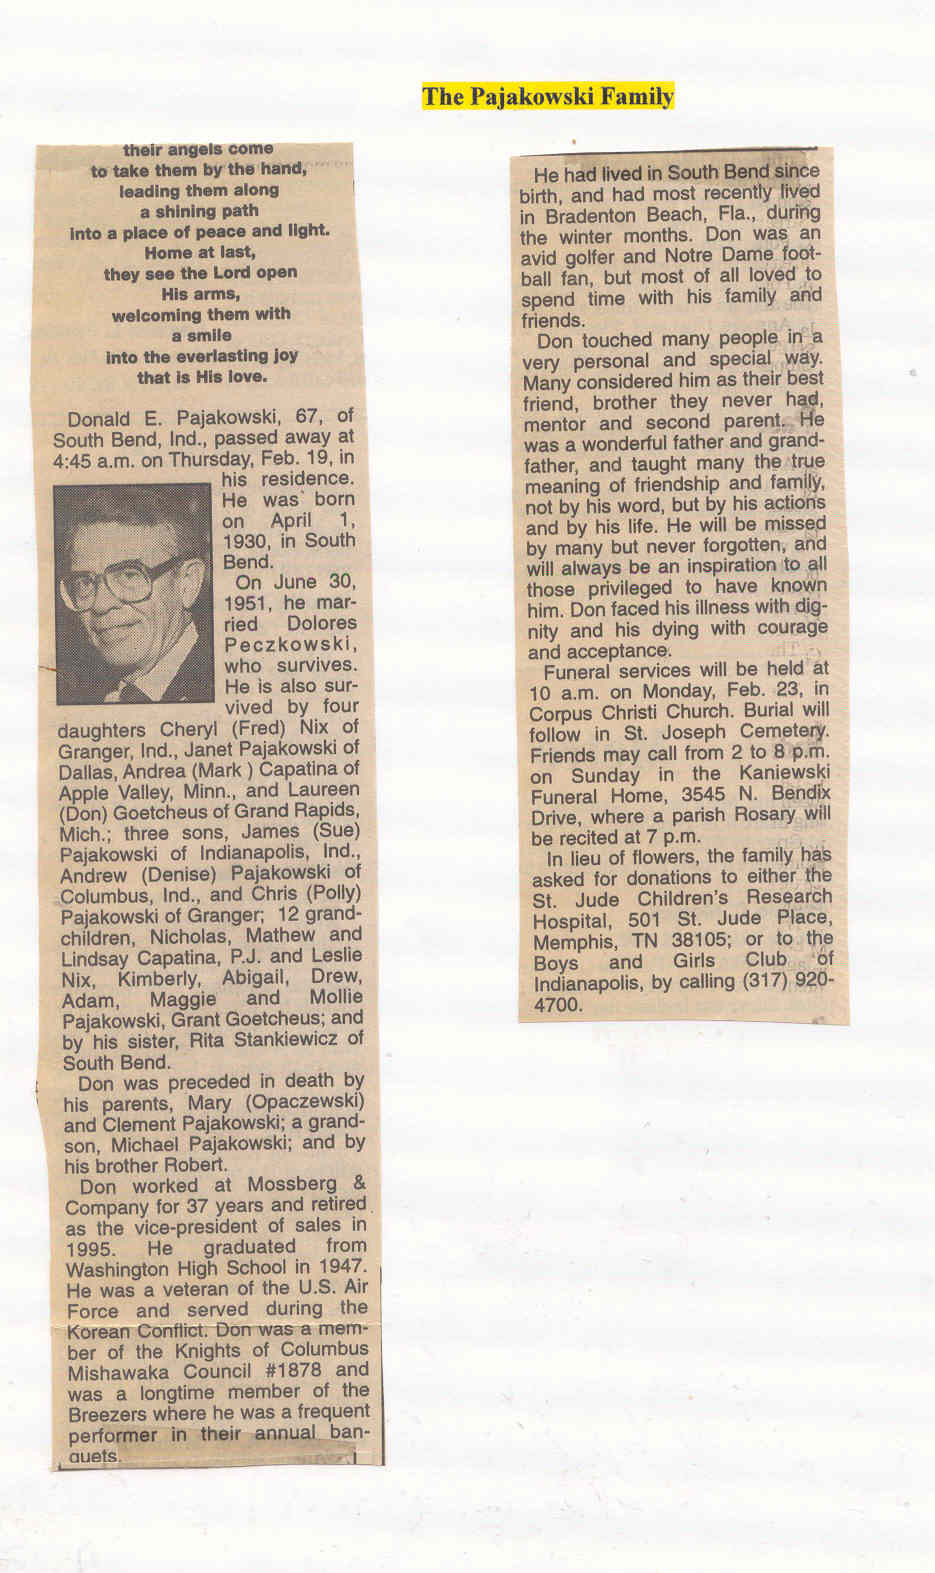 The Pajakowski Family
their angels come
to take them by the hand,
leading them along
a shining path
into a place of peace and light.
Home at last,
they see the Lord open
His arms,
welcoming them with
a smile
into the everlasting joy
that is His love.
Donald E. Pajakowski, 67, of
South Bend, Ind., passed away at
4:45 a.m. on Thursday, Feb. 19, in
his residence.
He was born
on April 1,
1930, in South
Bend.
On June 30,
1951, he mar-
ried Dolores
Peczkowski,
who survives.
He is also sur-
vived by four
daughters Cheryl (Fred) Nix of
Granger, Ind., Janet Pajakowski of
Dallas, Andrea (Mark ) Capatina of
Apple Valley, Minn., and Laureen
(Don) Goetcheus of Grand Rapids,
Mich.; three sons, James (Sue)
Pajakowski of Indianapolis, Ind.,
Andrew (Denise) Pajakowski of
Columbus, Ind., and Chris (Polly)
Pajakowski of Granger; 12 grand-
children, Nicholas, Mathew and
Lindsay Capatina, P.J. and Leslie
Nix, Kimberly, Abigail, Drew,
Adam, Maggie and Mollie
Pajakowski, Grant Goetcheus; and
by his sister, Rita Stankiewicz of
South Bend.
Don was preceded in death by
his parents, Mary (Opaczewski)
and Clement Pajakowski; a grand-
son, Michael Pajakowski; and by
his brother Robert.
Don worked at Mossberg &
Company for 37 years and retired
as the vice-president of sales in
1995. He graduated from
Washington High School in 1947.
He was a veteran of the U.S. Air
Force and served during the
Korean Conflict. Don was a mem-
ber of the Knights of Columbus
Mishawaka Council #1878 and
was a longtime member of the
Breezers where he was a frequent
performer in their annual ban-
quets.
He had lived in South Bend since
birth, and had most recently lived
in Bradenton Beach, Fla., during
the winter months. Don was an
avid golfer and Notre Dame foot-
ball fan, but most of all loved to
spend time with his family and
friends.
Don touched many people in a
very personal and special way.
Many considered him as their best
friend, brother they never had,
mentor and second parent. He
was a wonderful father and grand-
father, and taught many the true
meaning of friendship and family,
not by his word, but by his actions
and by his life. He will be missed
by many but never forgotten, and
will always be an inspiration to all
those privileged to have known
him. Don faced his illness with dig-
nity and his dying with courage
and acceptance.
Funeral services will be held at
10 a.m. on Monday, Feb. 23, in
Corpus Christi Church. Burial will
follow in St. Joseph Cemetery.
Friends may call from 2 to 8 p.m.
on Sunday in the Kaniewski
Funeral Home, 3545 N. Bendix
Drive, where a parish Rosary will
be recited at 7 p.m.
In lieu of flowers, the family has
asked for donations to either the
St. Jude Children's Research
Hospital, 501 St. Jude Place,
Memphis, TN 38105; or to the
Boys and Girls Club of
Indianapolis, by calling (317) 920-
4700.